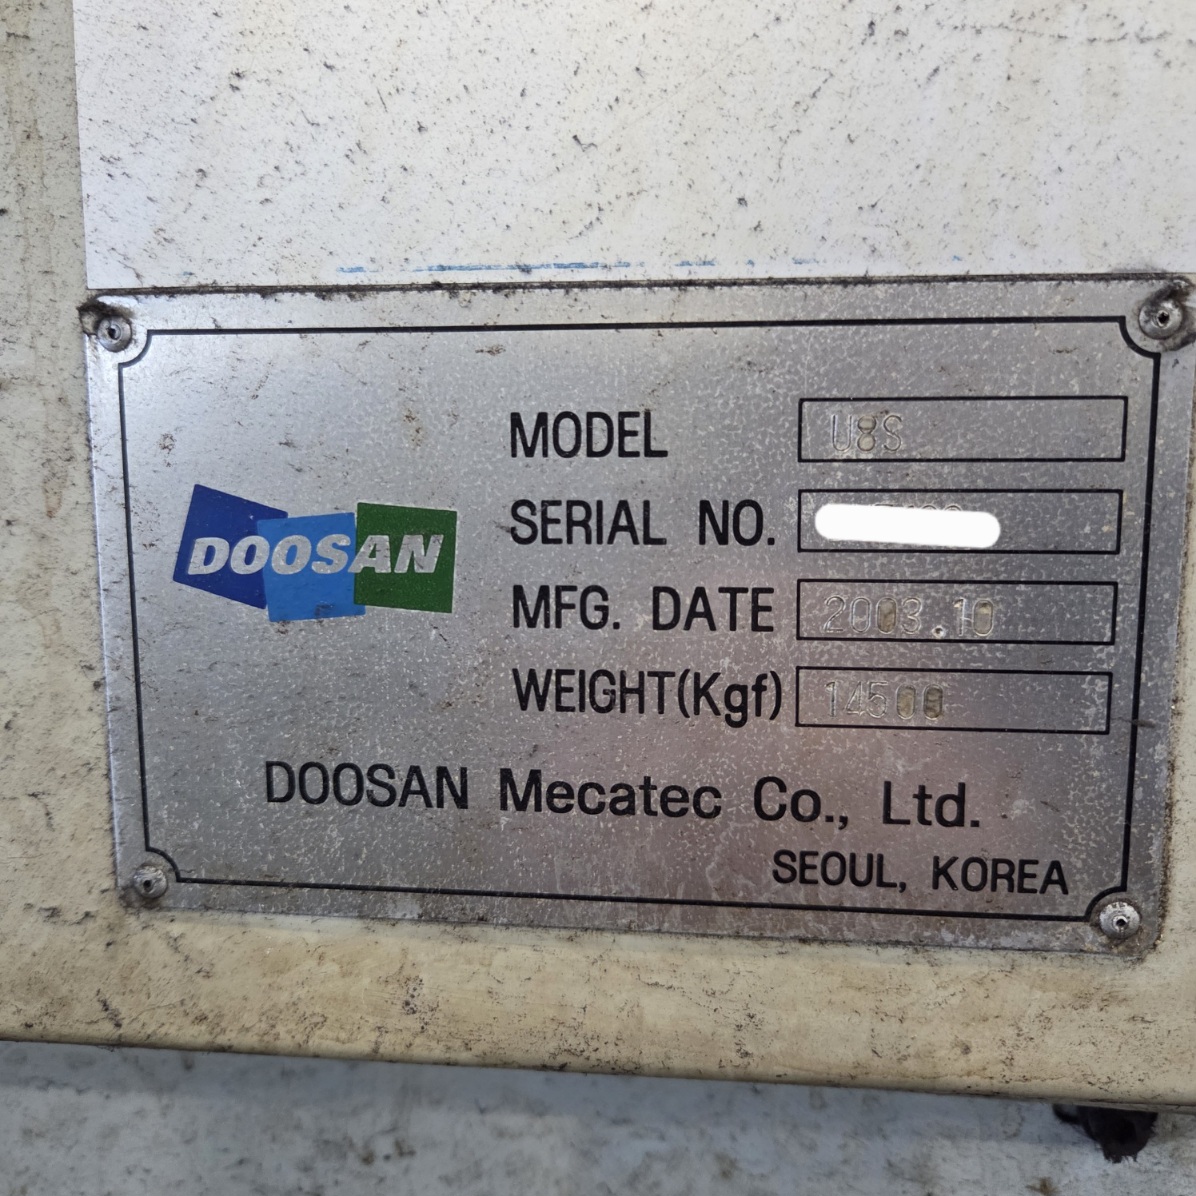 MODEL U8S
DOOSAN
SERIAL NO.
MFG. DATE 2003.10
WEIGHT(Kgf) 14500
DOOSAN Mecatec Co., Ltd.
SEOUL, KOREA